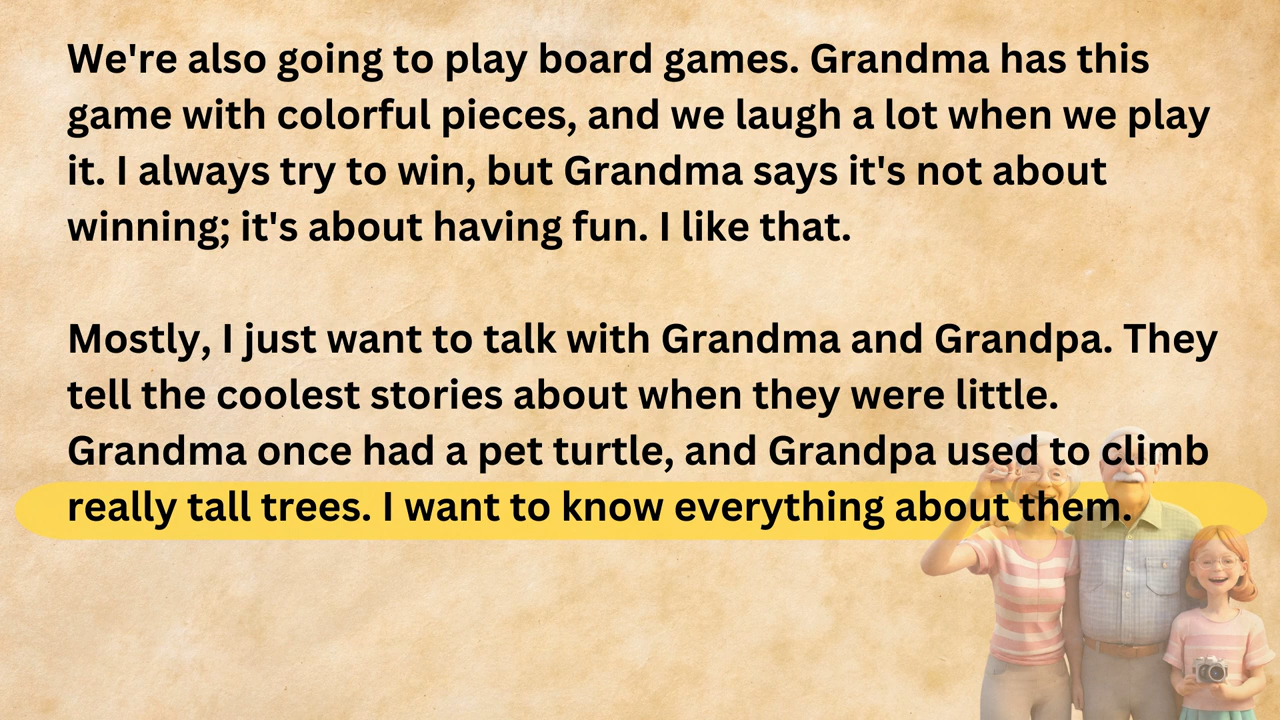 We're also going to play board games. Grandma has this
game with colorful pieces, and we laugh a lot when we play
it. I always try to win, but Grandma says it's not about
winning; it's about having fun. I like that.
Mostly, I just want to talk with Grandma and Grandpa. They
tell the coolest stories about when they were little.
Grandma once had a pet turtle, and Grandpa used to climb
really tall trees. I want to know everything about them.